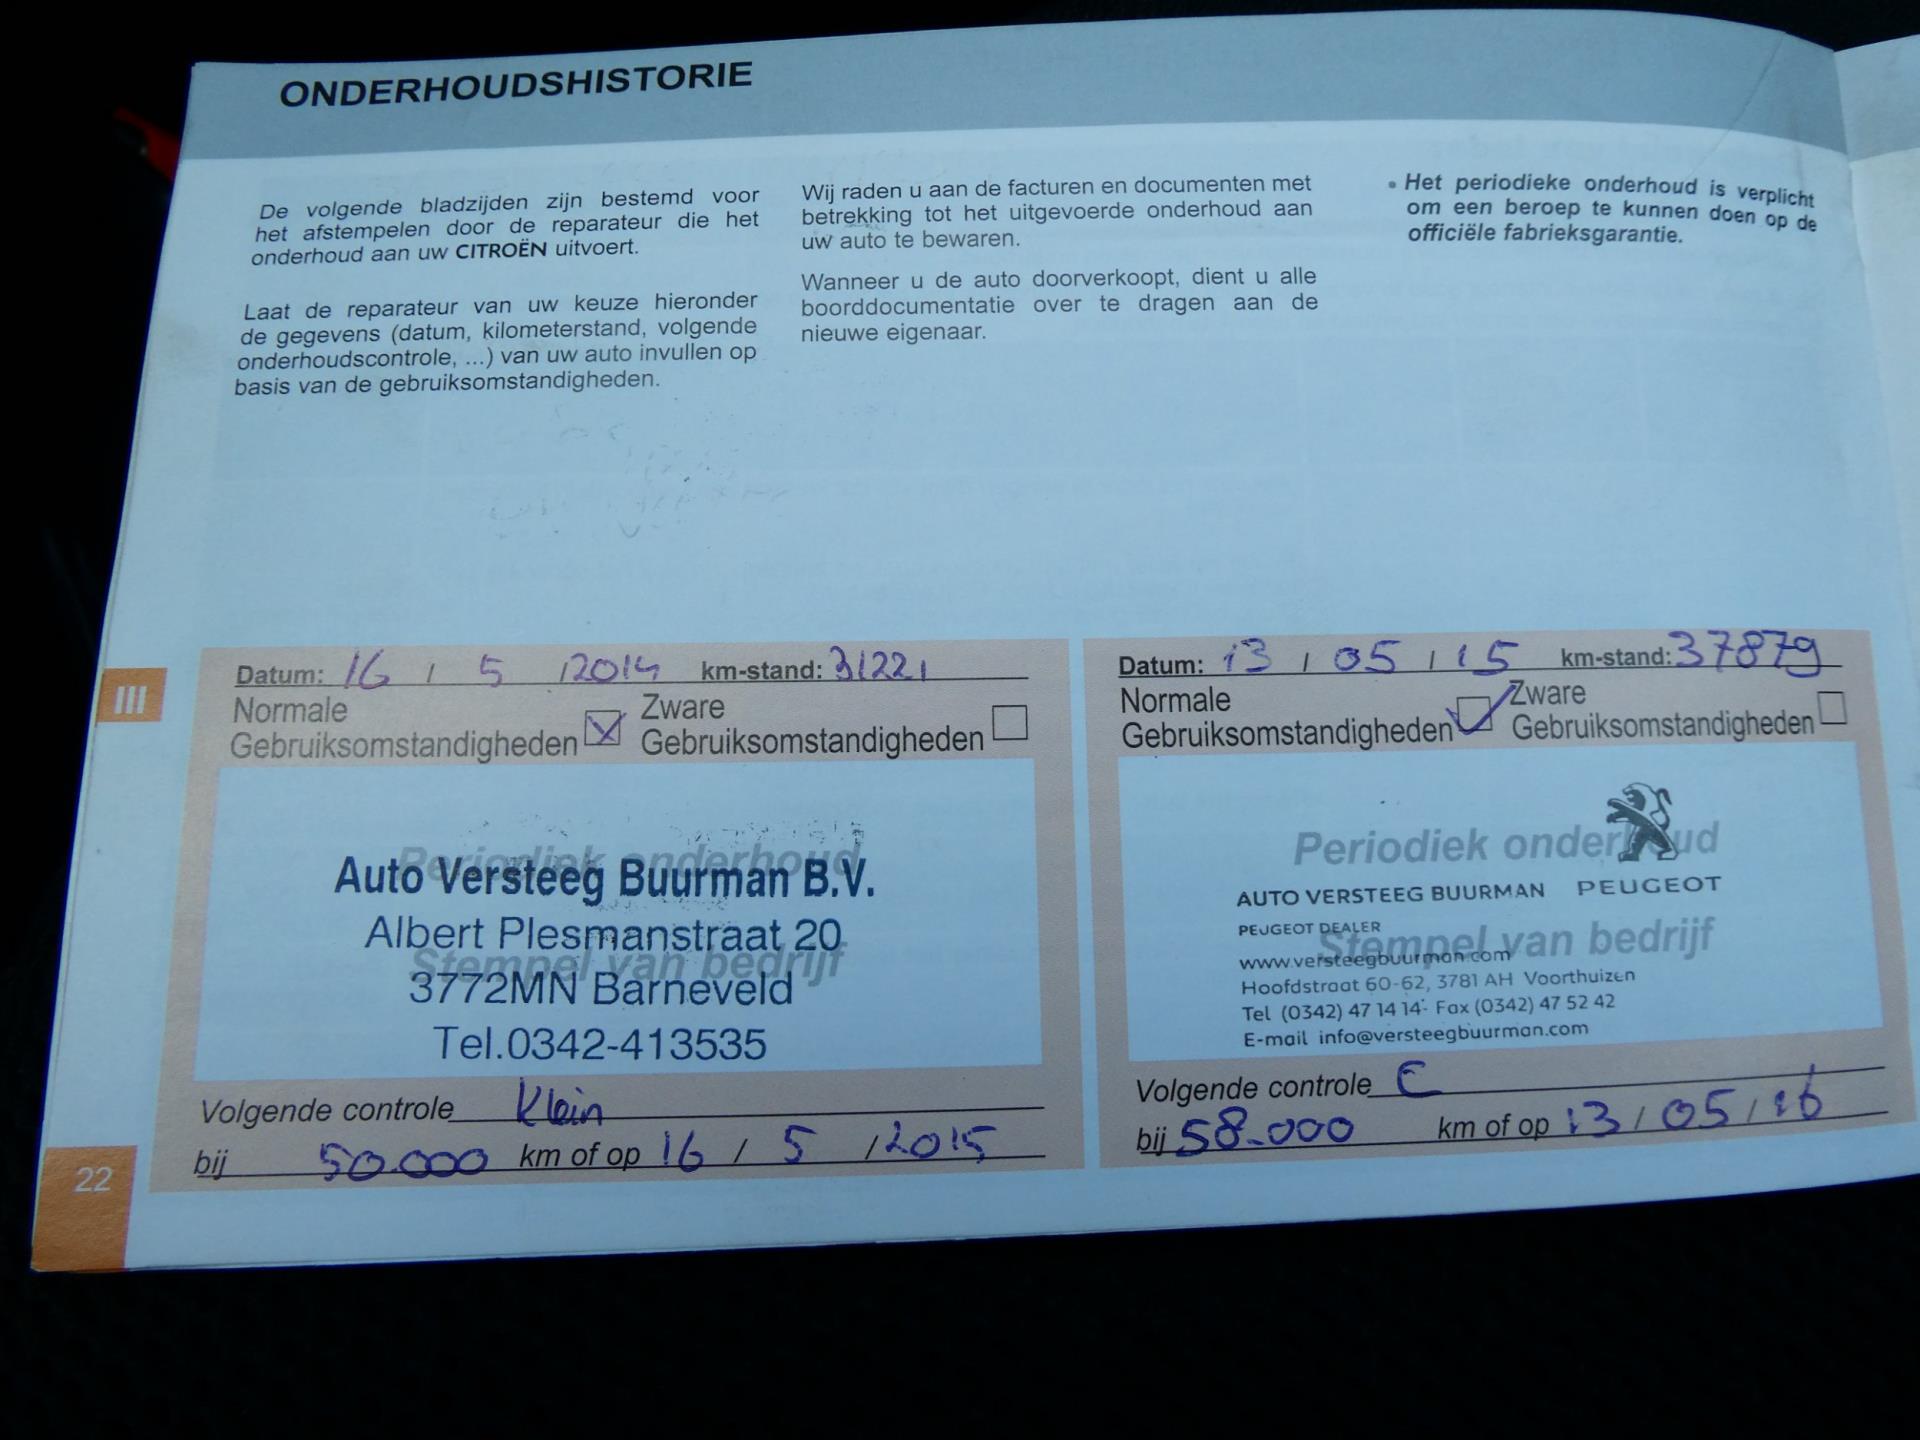 ONDERHOUDSHISTORIE
De volgende bladzijden zijn bestemd voor
het afstempelen door de reparateur die het
onderhoud aan uw CITROËN uitvoert.
Laat de reparateur van uw keuze hieronder
de gegevens (datum, kilometerstand, volgende
onderhoudscontrole, ...) van uw auto invullen op
basis van de gebruiksomstandigheden.
Wij raden u aan de facturen en documenten met
betrekking tot het uitgevoerde onderhoud aan
uw auto te bewaren.
Wanneer u de auto doorverkoopt, dient u alle
boorddocumentatie over te dragen aan de
nieuwe eigenaar.
• Het periodieke onderhoud is verplicht
om een beroep te kunnen doen op de
officiële fabrieksgarantie.
III
Datum: 16 / 5 / 2014 km-stand: 31221
Normale
Gebruiksomstandigheden
Zware
Gebruiksomstandigheden
Periodiek onderhoud
Auto Versteeg Buurman B.V.
Albert Plesmanstraat 20
Stempel van bedrijf
3772MN Barneveld
Tel.0342-413535
Volgende controle Klein
bij 50.000 km of op 16 / 5 / 2015
Datum: 13 / 05 / 15 km-stand: 37879
Normale
Gebruiksomstandigheden
Zware
Gebruiksomstandigheden
Periodiek onderhoud
AUTO VERSTEEG BUURMAN PEUGEOT
PEUGEOT DEALER
Stempel van bedrijf
www.versteegbuurman.com
Hoofdstraat 60-62, 3781 AH Voorthuizen
Tel (0342) 47 14 14- Fax (0342) 47 52 42
E-mail info@versteegbuurman.com
Volgende controle C
bij 58.000 km of op 13 / 05 / 16
22